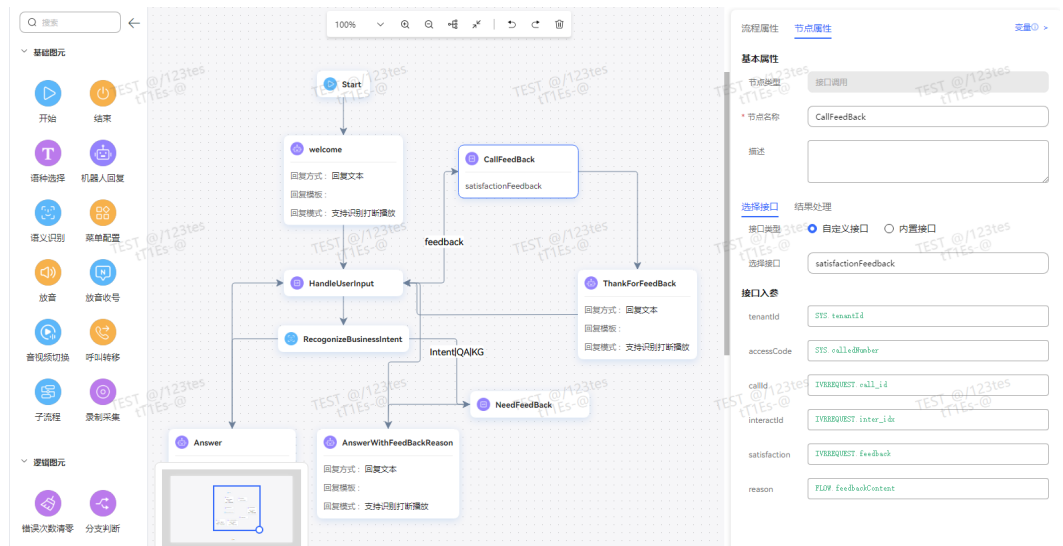 搜索
基础图元
开始
结束
语种选择
机器人回复
语义识别
菜单配置
放音
放音收号
音视频切换
呼叫转移
子流程
录制采集
逻辑图元
错误次数清零
分支判断
100%
Start
welcome
回复方式： 回复文本
回复模板：
回复模式： 支持识别打断播放
CallFeedBack
satisfactionFeedback
feedback
HandleUserInput
ThankForFeedBack
回复方式： 回复文本
回复模板：
回复模式： 支持识别打断播放
RecogonizeBusinessIntent
Intent|QA|KG
NeedFeedBack
Answer
AnswerWithFeedBackReason
回复方式： 回复文本
回复模板：
回复模式： 支持识别打断播放
流程属性 节点属性 变量 >
基本属性
节点类型 接口调用
* 节点名称 CallFeedBack
描述
选择接口 结果处理
接口类型 自定义接口 内置接口
选择接口 satisfactionFeedback
接口入参
tenantId SYS.tenantId
accessCode SYS.calledNumber
callId IVRREQUEST.call_id
interactId IVRREQUEST.inter_idx
satisfaction IVRREQUEST.feedback
reason FLOW.feedbackContent
TEST @/123tes
tT1Es-@